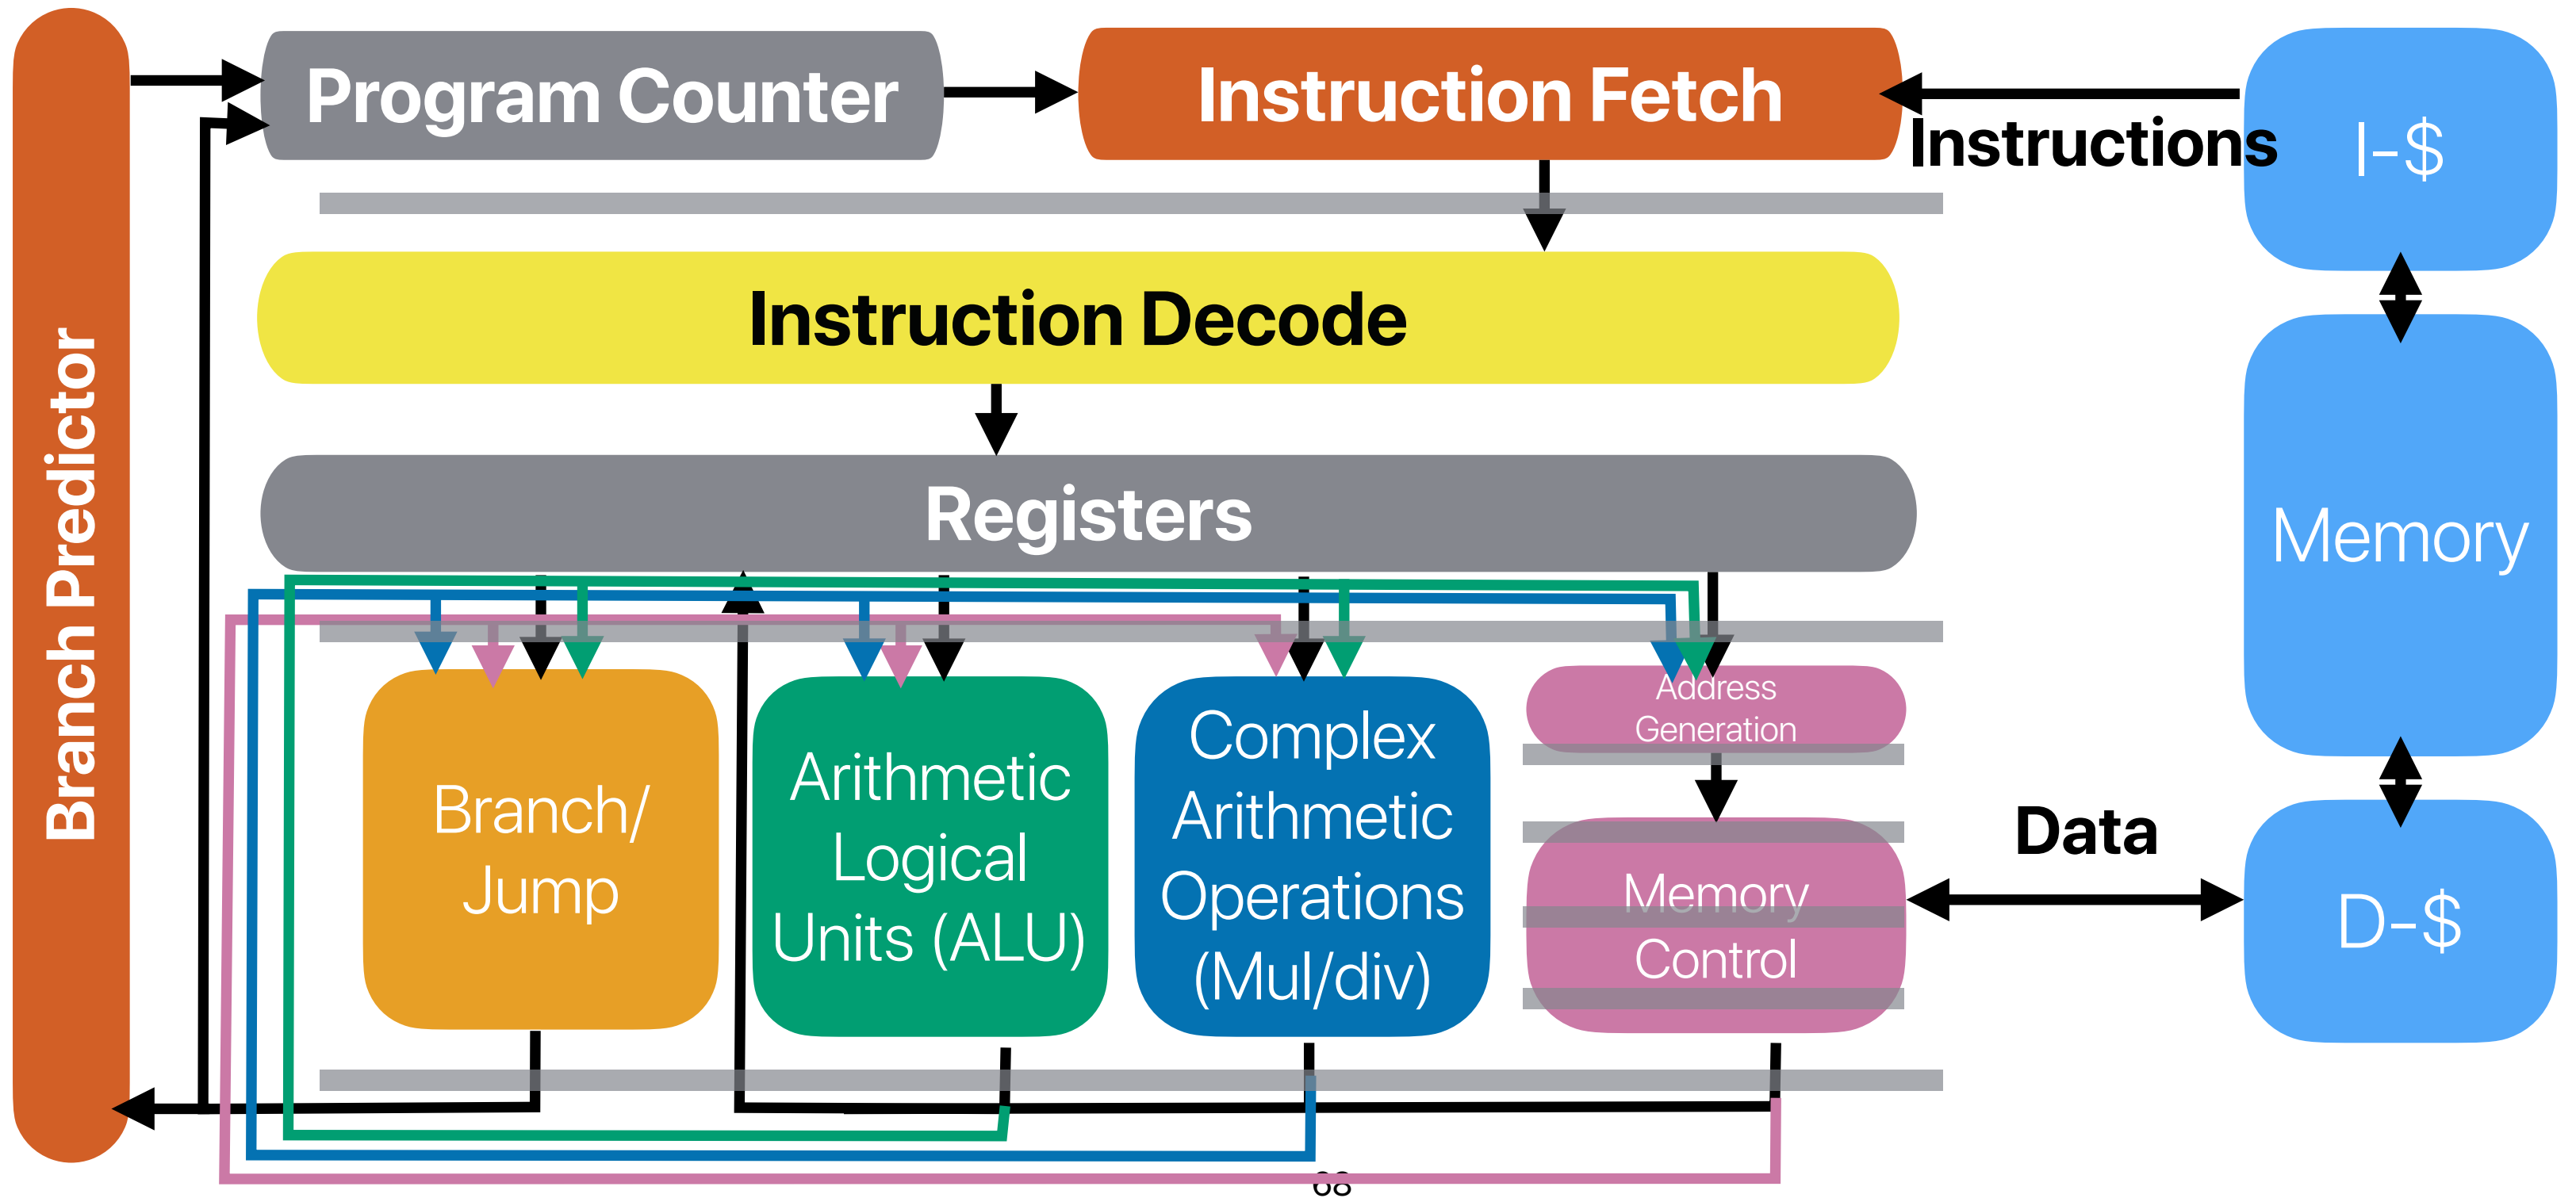 Branch Predictor
Program Counter
Instruction Fetch
Instructions
I-$
Instruction Decode
Registers
Memory
Branch/
Jump
Arithmetic
Logical
Units (ALU)
Complex
Arithmetic
Operations
(Mul/div)
Address
Generation
Memory
Control
Data
D-$
68